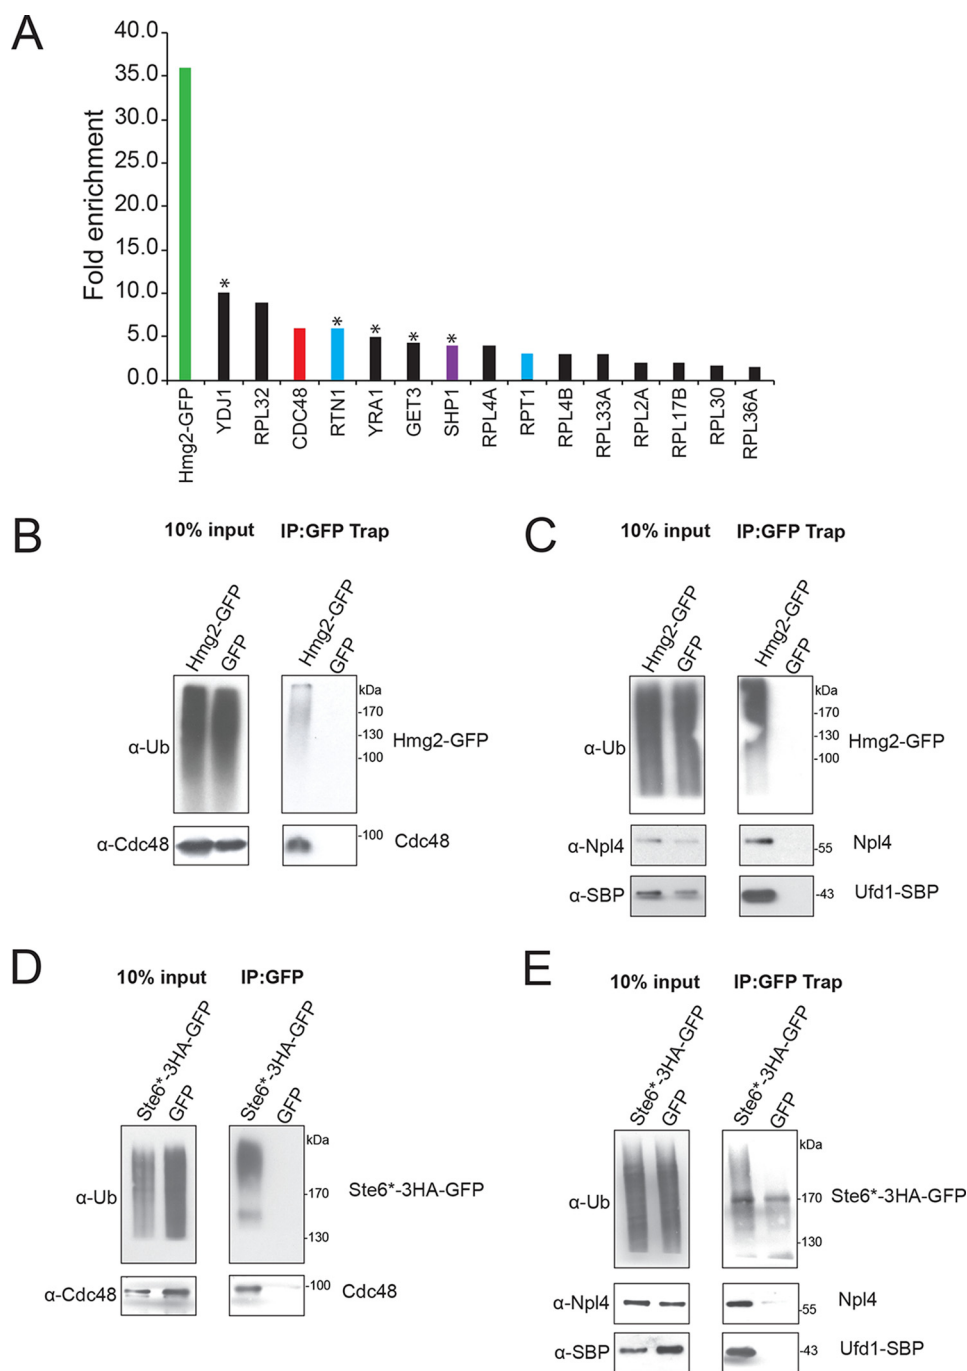 A
Fold enrichment
40.0
35.0
30.0
25.0
20.0
15.0
10.0
5.0
0.0
* * * * *
Hmg2-GFP
YDJ1
RPL32
CDC48
RTN1
YRA1
GET3
SHP1
RPL4A
RPT1
RPL4B
RPL33A
RPL2A
RPL17B
RPL30
RPL36A
B
10% input IP:GFP Trap
Hmg2-GFP GFP Hmg2-GFP GFP
kDa
-170
-130
-100
α-Ub Hmg2-GFP
-100
α-Cdc48 Cdc48
C
10% input IP:GFP Trap
Hmg2-GFP GFP Hmg2-GFP GFP
kDa
-170
-130
-100
α-Ub Hmg2-GFP
α-Npl4 -55 Npl4
α-SBP -43 Ufd1-SBP
D
10% input IP:GFP
Ste6*-3HA-GFP GFP Ste6*-3HA-GFP GFP
kDa
-170
-130
α-Ub Ste6*-3HA-GFP
-100
α-Cdc48 Cdc48
E
10% input IP:GFP Trap
Ste6*-3HA-GFP GFP Ste6*-3HA-GFP GFP
kDa
-170
-130
α-Ub Ste6*-3HA-GFP
α-Npl4 -55 Npl4
α-SBP -43 Ufd1-SBP